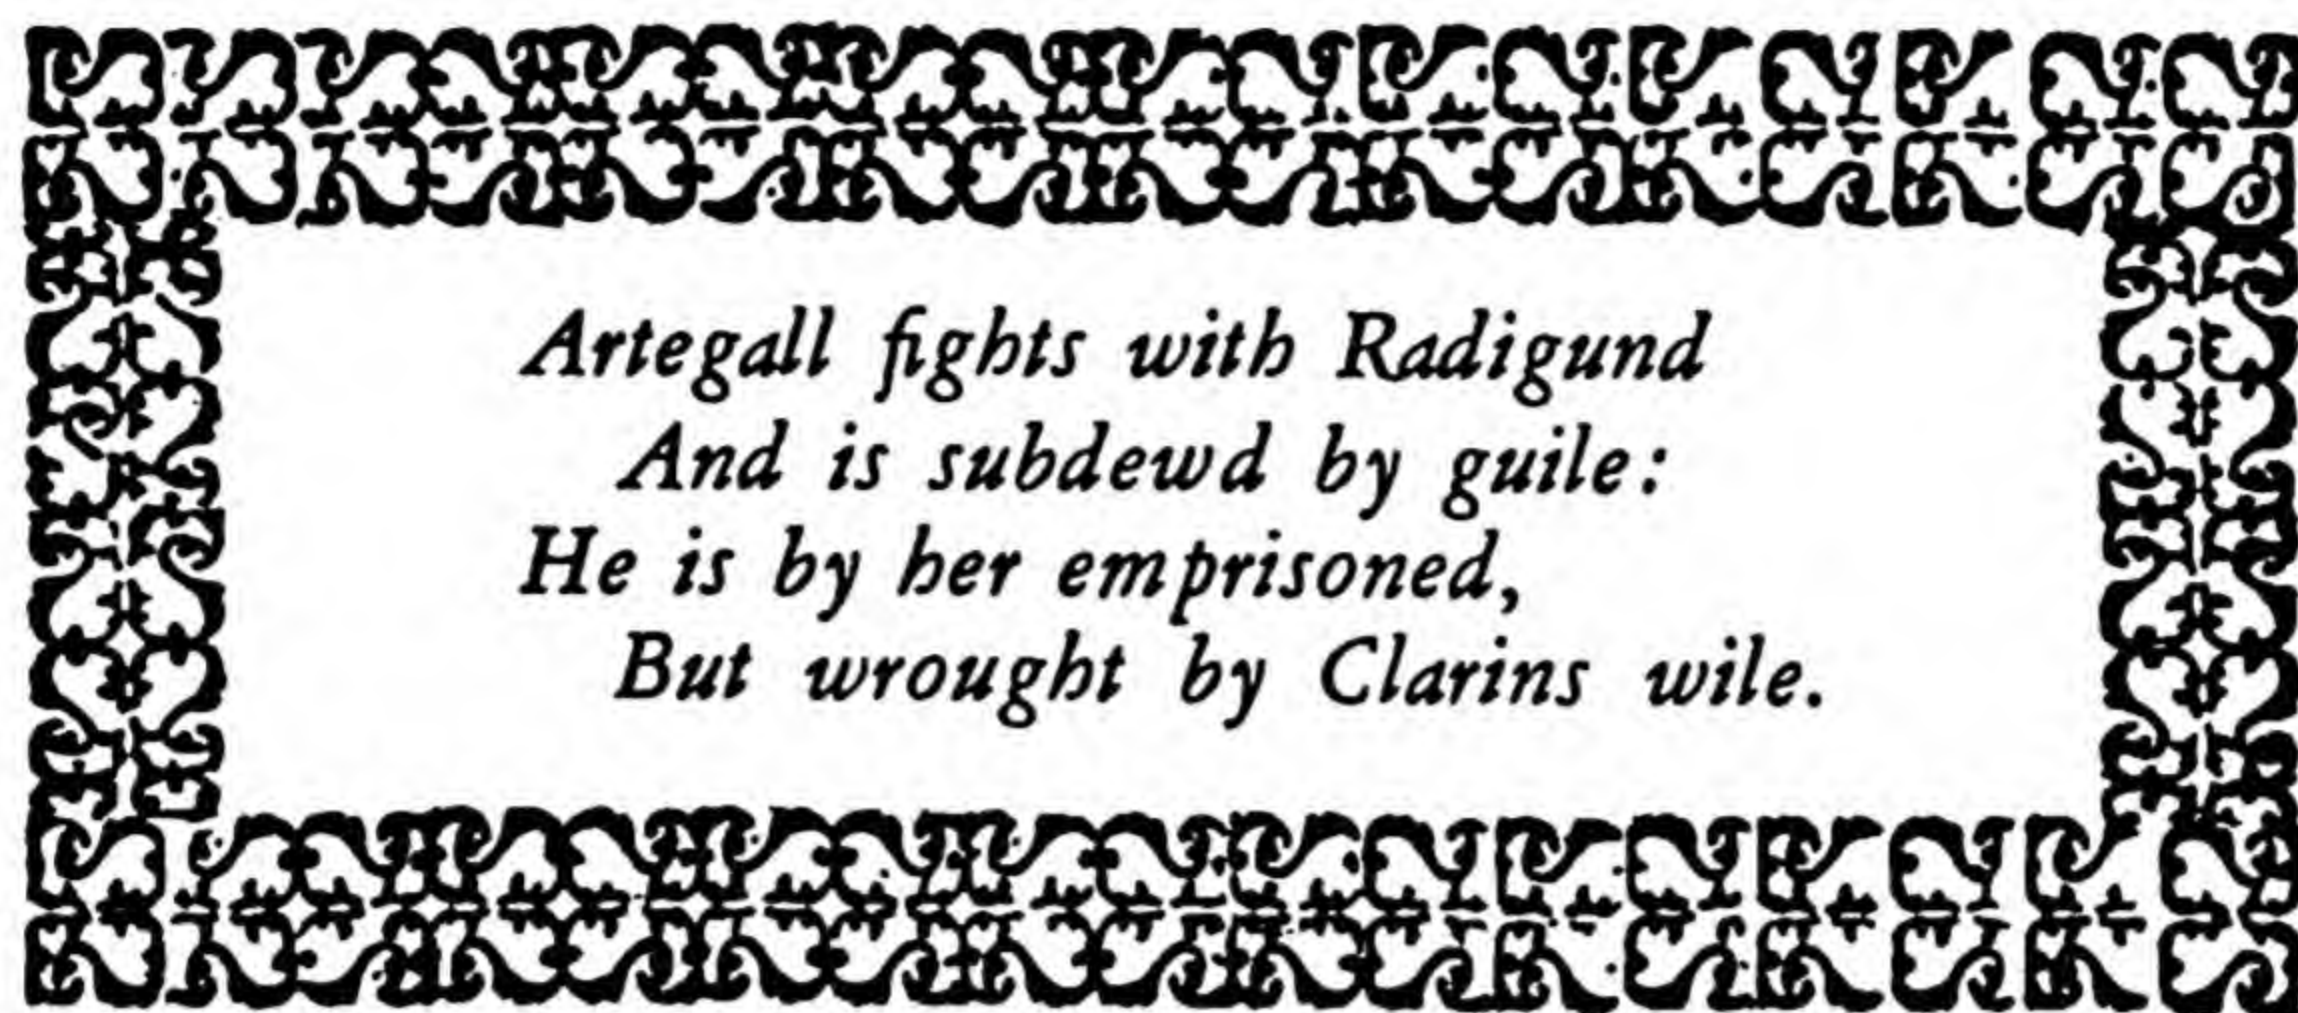 Artegall fights with Radigund
And is subdewd by guile:
He is by her emprisoned,
But wrought by Clarins wile.